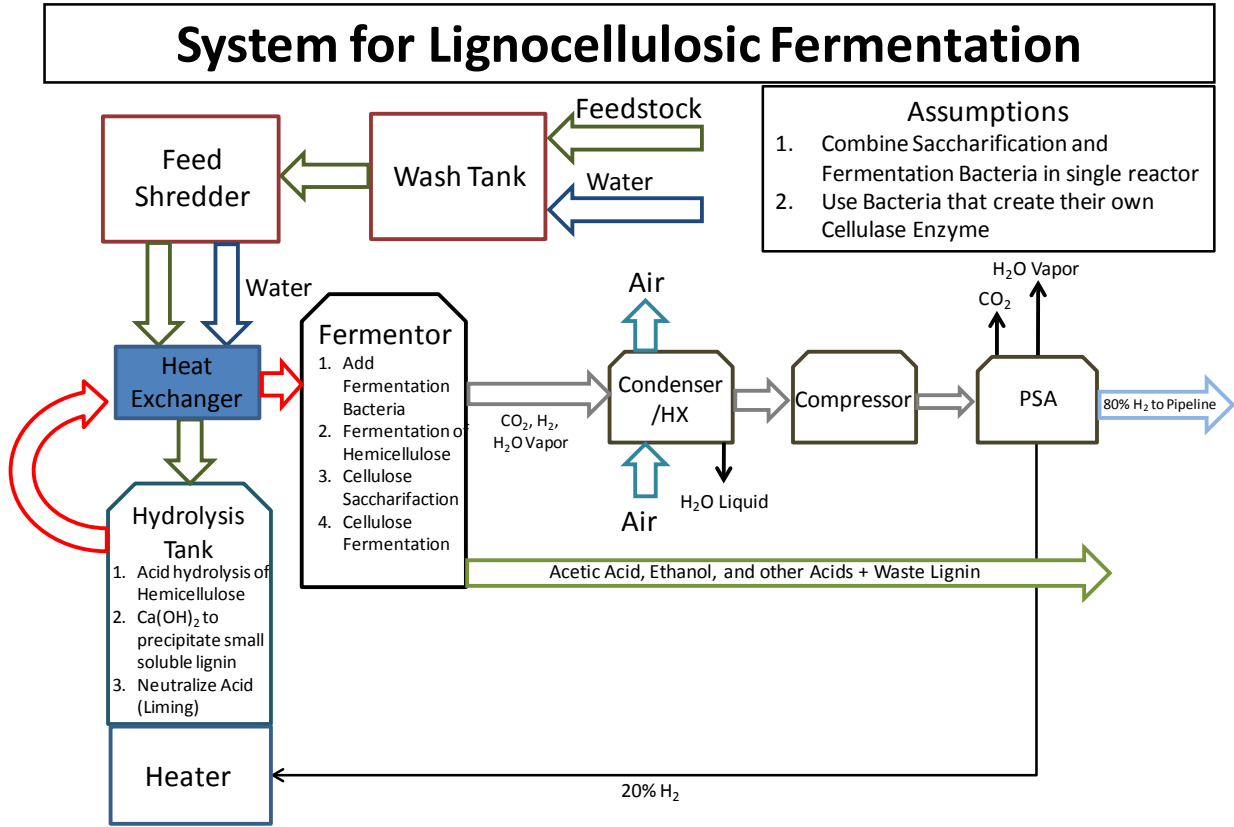 System for Lignocellulosic Fermentation
Feedstock
Water
Wash Tank
Feed
Shredder
Assumptions
1. Combine Saccharification and
Fermentation Bacteria in single reactor
2. Use Bacteria that create their own
Cellulase Enzyme
Water
Heat
Exchanger
Fermentor
1. Add
Fermentation
Bacteria
2. Fermentation of
Hemicellulose
3. Cellulose
Saccharifaction
4. Cellulose
Fermentation
CO₂, H₂,
H₂O Vapor
Air
Condenser
/HX
Air
H₂O Liquid
Compressor
CO₂
H₂O Vapor
PSA
80% H₂ to Pipeline
Acetic Acid, Ethanol, and other Acids + Waste Lignin
Hydrolysis
Tank
1. Acid hydrolysis of
Hemicellulose
2. Ca(OH)₂ to
precipitate small
soluble lignin
3. Neutralize Acid
(Liming)
Heater
20% H₂